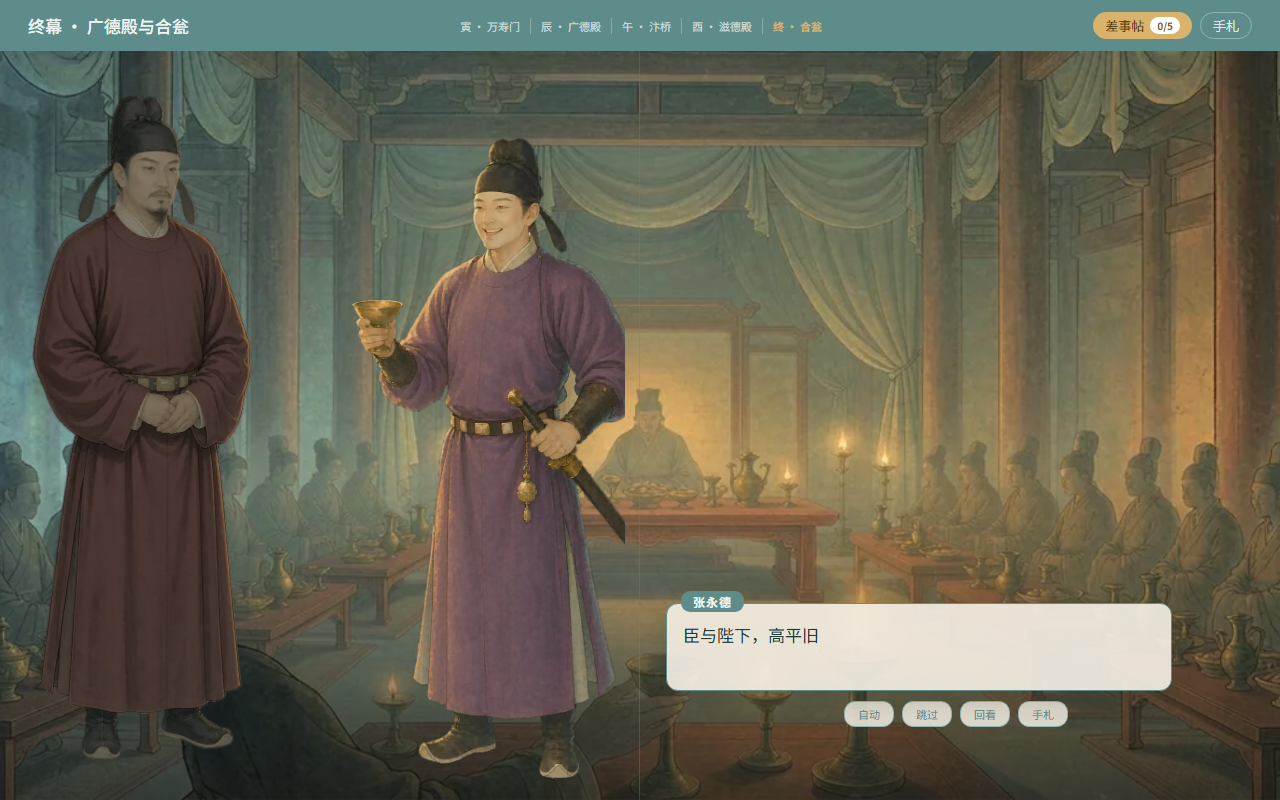 终幕 • 广德殿与合瓮
寅 • 万寿门
辰 • 广德殿
午 • 汴桥
酉 • 滋德殿
终 • 合瓮
差事帖 0/5
手札
张永德
臣与陛下，高平旧
自动
跳过
回看
手札